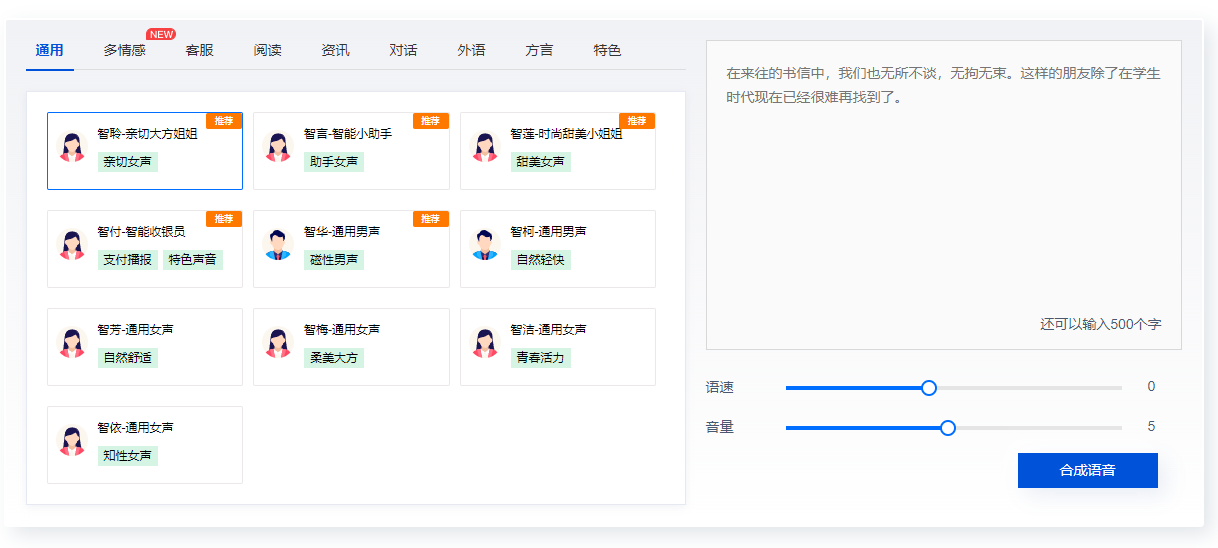 通用 多情感 NEW 客服 阅读 资讯 对话 外语 方言 特色
推荐
智聆-亲切大方姐姐
亲切女声
推荐
智言-智能小助手
助手女声
推荐
智莲-时尚甜美小姐姐
甜美女声
推荐
智付-智能收银员
支付播报 特色声音
推荐
智华-通用男声
磁性男声
智柯-通用男声
自然轻快
智芳-通用女声
自然舒适
智梅-通用女声
柔美大方
智洁-通用女声
青春活力
智依-通用女声
知性女声
在来往的书信中，我们也无所不谈，无拘无束。这样的朋友除了在学生
时代现在已经很难再找到了。
还可以输入500个字
语速 0
音量 5
合成语音